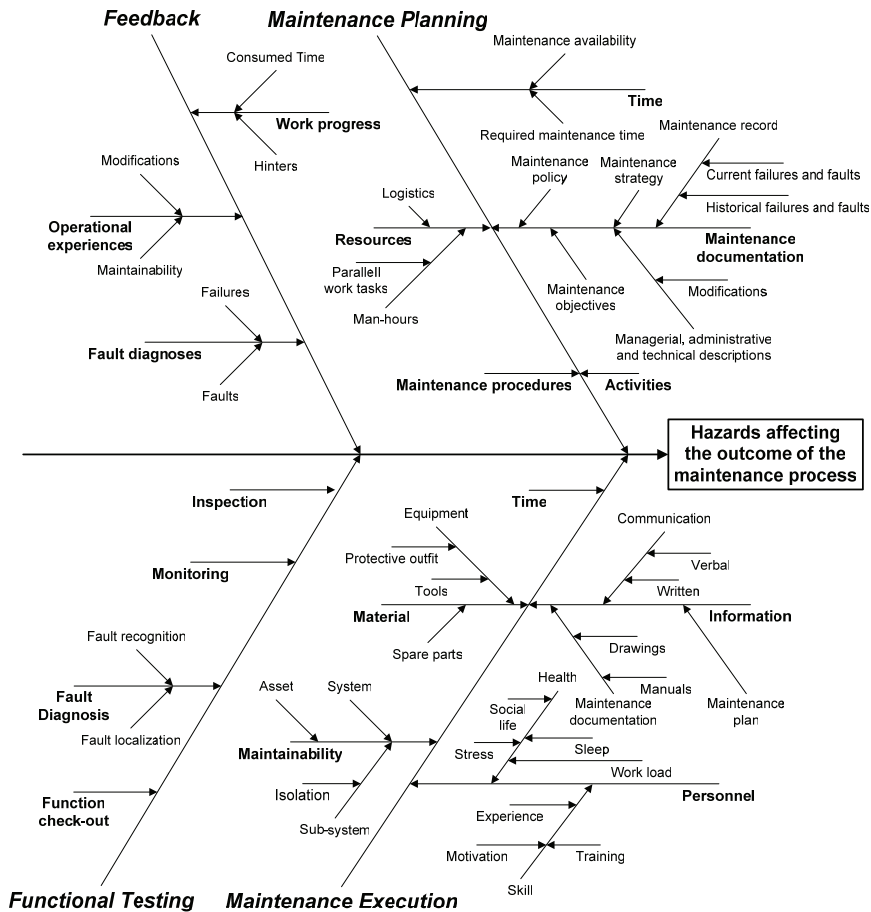 Feedback
Maintenance Planning
Consumed Time
Work progress
Hinters
Modifications
Operational
experiences
Maintainability
Failures
Fault diagnoses
Faults
Maintenance availability
Time
Required maintenance time
Maintenance record
Current failures and faults
Historical failures and faults
Maintenance
policy
Maintenance
strategy
Logistics
Resources
Parallell
work tasks
Man-hours
Maintenance
objectives
Maintenance
documentation
Modifications
Managerial, administrative
and technical descriptions
Maintenance procedures
Activities
Hazards affecting
the outcome of the
maintenance process
Inspection
Monitoring
Fault recognition
Fault
Diagnosis
Fault localization
Function
check-out
Functional Testing
Time
Equipment
Protective outfit
Tools
Material
Spare parts
Communication
Verbal
Written
Information
Drawings
Manuals
Maintenance
documentation
Maintenance
plan
Asset
System
Maintainability
Isolation
Sub-system
Health
Social
life
Stress
Sleep
Work load
Personnel
Experience
Motivation
Training
Skill
Maintenance Execution